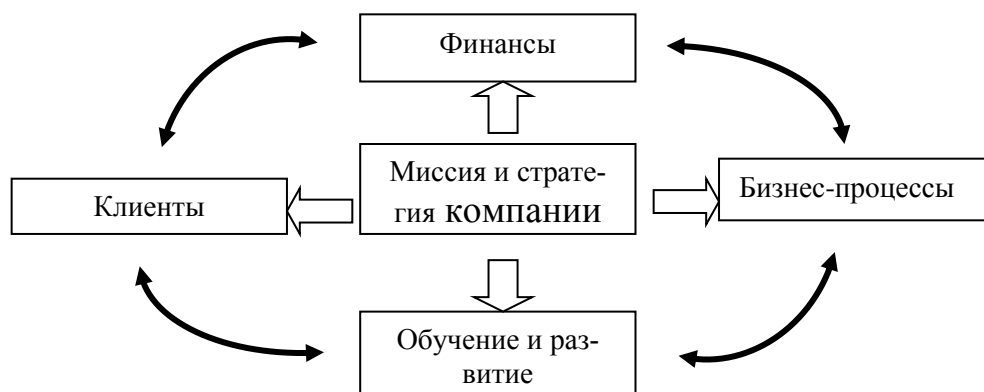 Финансы
Клиенты
Миссия и страте-
гия компании
Бизнес-процессы
Обучение и раз-
витие